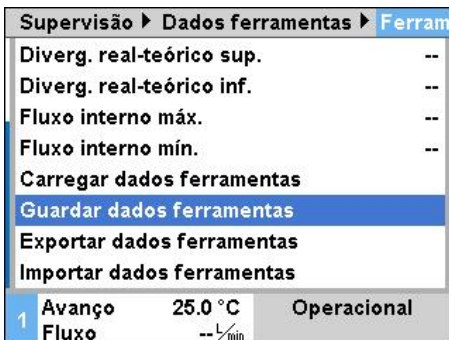 Supervisão ▶ Dados ferramentas ▶ Ferram
Diverg. real-teórico sup. --
Diverg. real-teórico inf. --
Fluxo interno máx. --
Fluxo interno mín. --
Carregar dados ferramentas
Guardar dados ferramentas
Exportar dados ferramentas
Importar dados ferramentas
1 Avanço 25.0 °C Operacional
Fluxo -- L/min